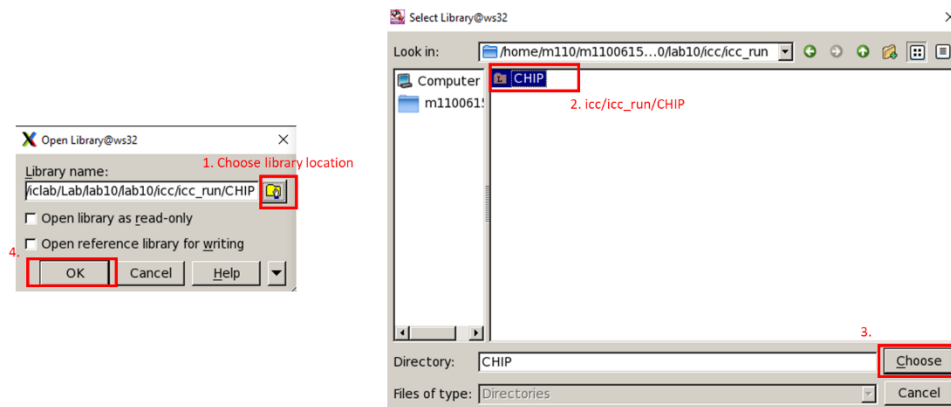 Open Library@ws32
Library name:
1. Choose library location
/iclab/Lab/lab10/lab10/icc/icc_run/CHIP
Open library as read-only
Open reference library for writing
4.
OK Cancel Help
Select Library@ws32
Look in: /home/m110/m1100615...0/lab10/icc/icc_run
Computer
m110061
CHIP
2. icc/icc_run/CHIP
3.
Directory: CHIP Choose
Files of type: Directories Cancel